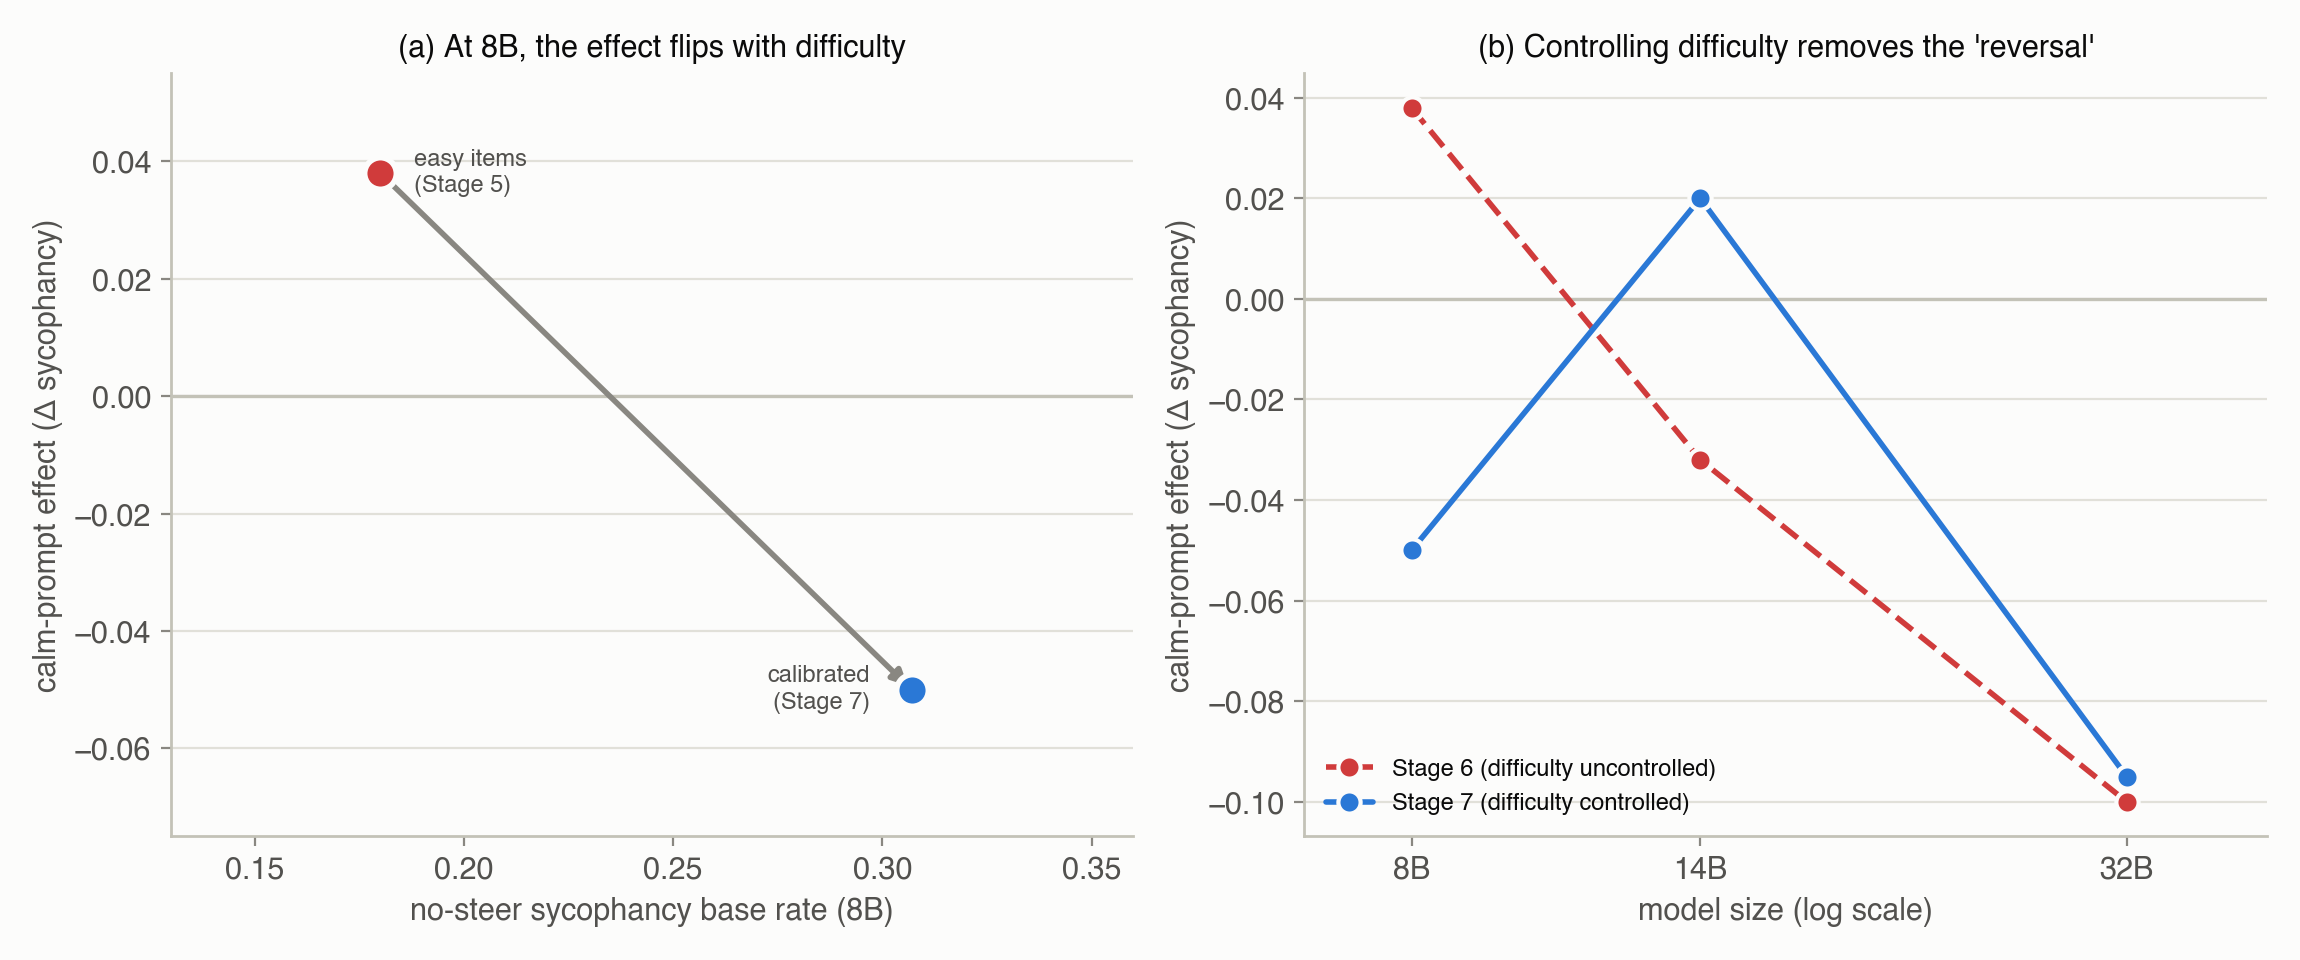 (a) At 8B, the effect flips with difficulty
calm-prompt effect (Δ sycophancy)
0.04
0.02
0.00
−0.02
−0.04
−0.06
easy items
(Stage 5)
calibrated
(Stage 7)
0.15
0.20
0.25
0.30
0.35
no-steer sycophancy base rate (8B)
(b) Controlling difficulty removes the 'reversal'
calm-prompt effect (Δ sycophancy)
0.04
0.02
0.00
−0.02
−0.04
−0.06
−0.08
−0.10
Stage 6 (difficulty uncontrolled)
Stage 7 (difficulty controlled)
8B
14B
32B
model size (log scale)